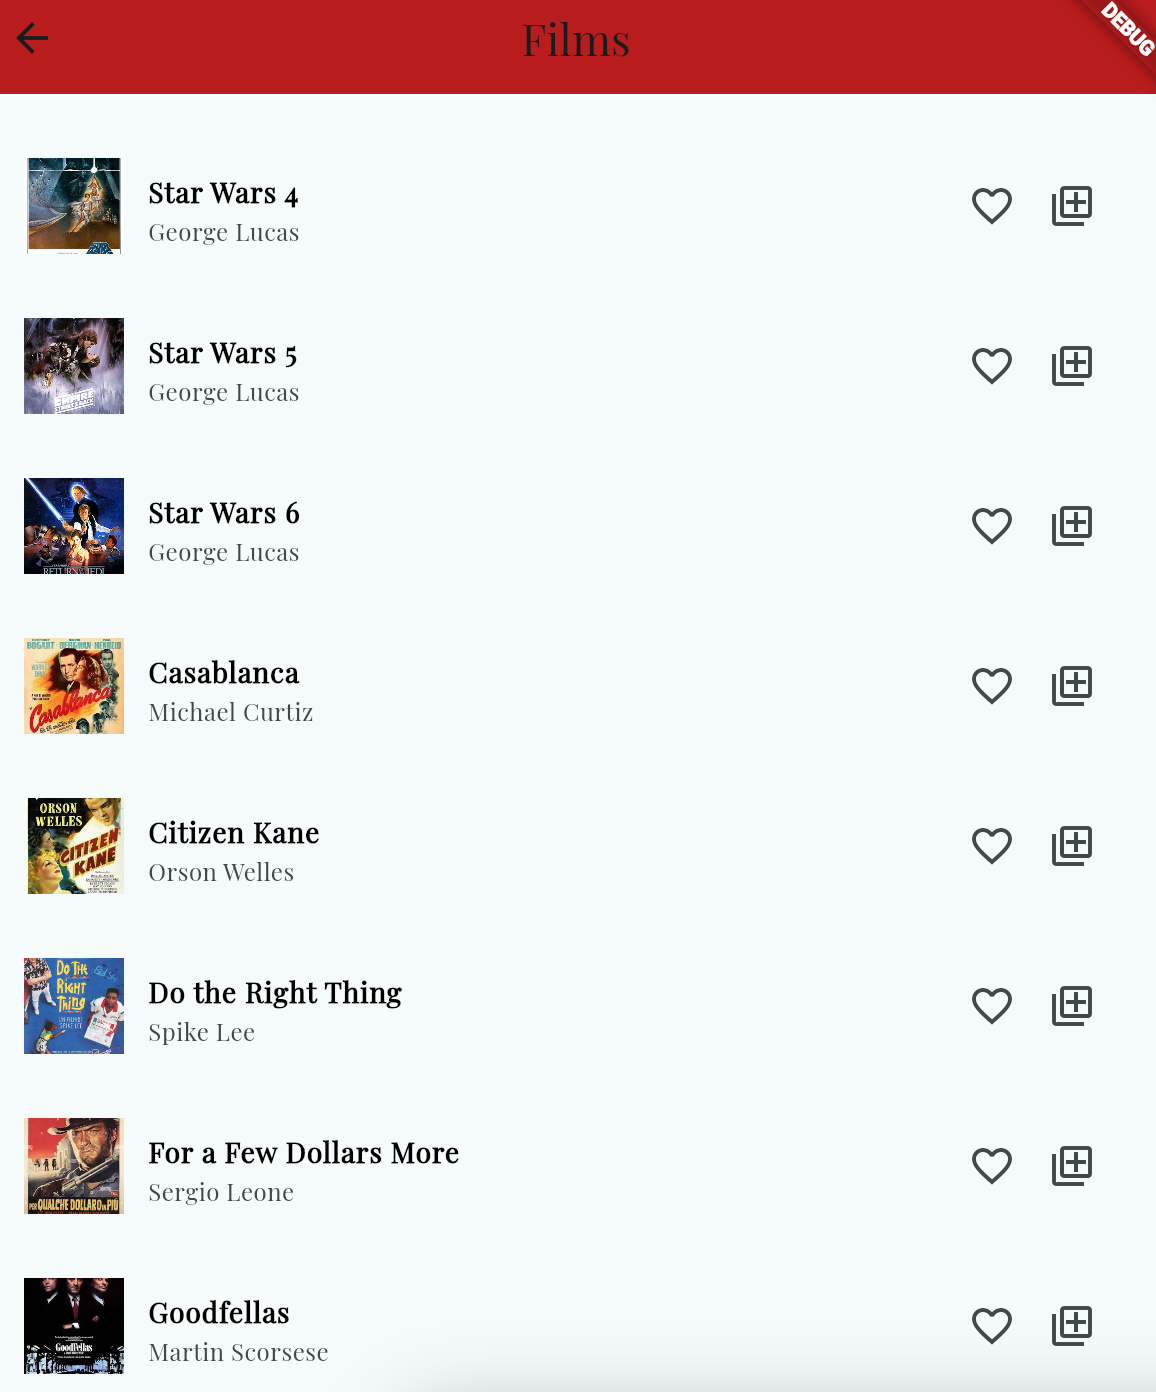 Films
DEBUG
Star Wars 4
George Lucas
Star Wars 5
George Lucas
RETURN JEDI
Star Wars 6
George Lucas
BOGART BERGMAN HENREID
Casablanca
Casablanca
Michael Curtiz
ORSON
WELLES
CITIZEN
KANE
Citizen Kane
Orson Welles
DO THE
RIGHT
THING
Do the Right Thing
Spike Lee
PER QUALCHE DOLLARO IN PIÙ
For a Few Dollars More
Sergio Leone
GoodFellas
Goodfellas
Martin Scorsese